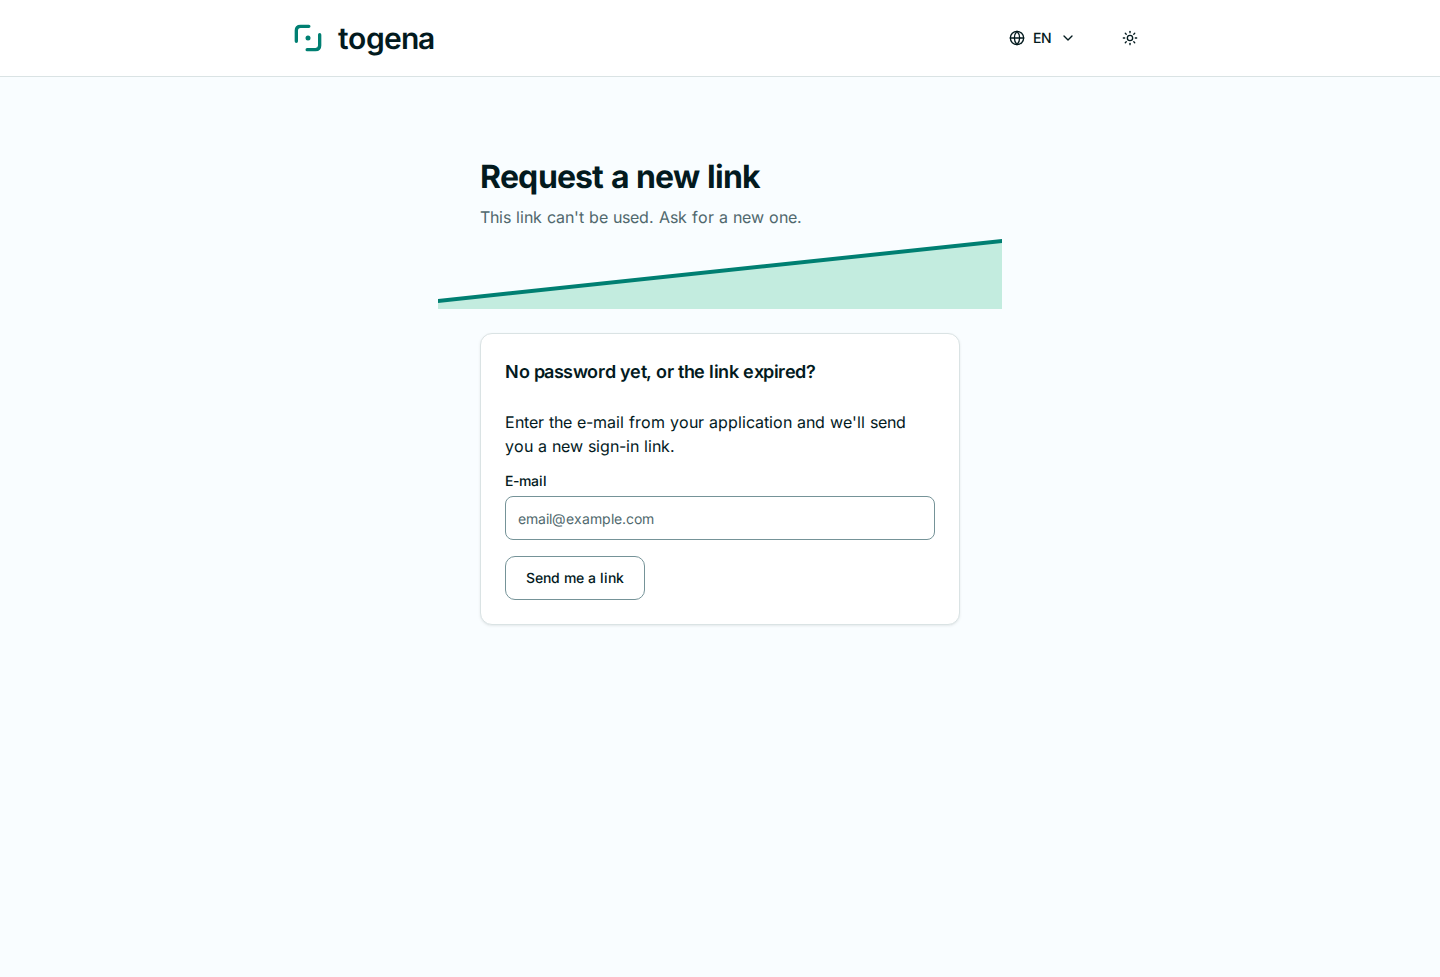 togena
EN
Request a new link
This link can't be used. Ask for a new one.
No password yet, or the link expired?
Enter the e-mail from your application and we'll send
you a new sign-in link.
E-mail
email@example.com
Send me a link